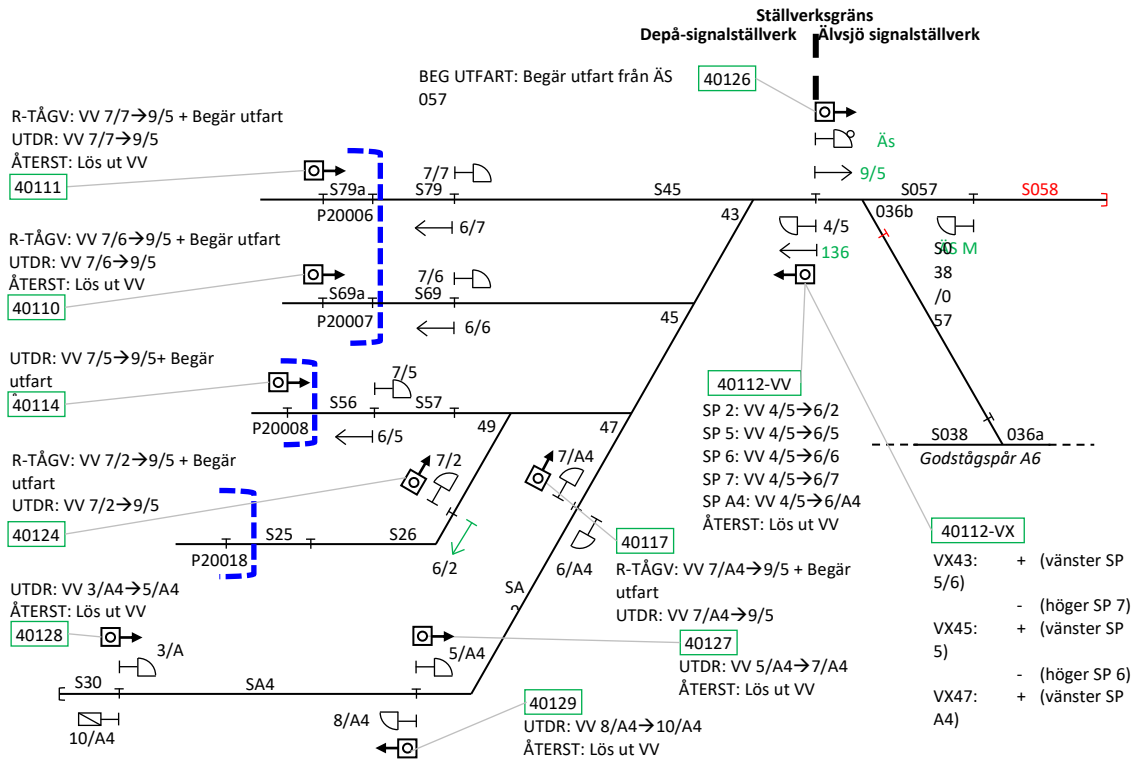 Ställverksgräns
Depå-signalställverk
Älvsjö signalställverk
BEG UTFART: Begär utfart från ÄS
057
40126
Äs
9/5
R-TÅGV: VV 7/7→9/5 + Begär utfart
UTDR: VV 7/7→9/5
ÅTERST: Lös ut VV
40111
7/7
S79a
S79
S45
S057
S058
P20006
6/7
43
4/5
136
036b
ÄS M
S0
38
/0
57
R-TÅGV: VV 7/6→9/5 + Begär utfart
UTDR: VV 7/6→9/5
ÅTERST: Lös ut VV
40110
7/6
S69a
S69
P20007
6/6
45
UTDR: VV 7/5→9/5+ Begär
utfart
40114
7/5
S56
S57
P20008
6/5
49
47
40112-VV
SP 2: VV 4/5→6/2
SP 5: VV 4/5→6/5
SP 6: VV 4/5→6/6
SP 7: VV 4/5→6/7
SP A4: VV 4/5→6/A4
ÅTERST: Lös ut VV
S038
036a
Godstågspår A6
R-TÅGV: VV 7/2→9/5 + Begär
utfart
UTDR: VV 7/2→9/5
40124
7/2
7/A4
S25
S26
P20018
6/2
6/A4
40117
R-TÅGV: VV 7/A4→9/5 + Begär
utfart
UTDR: VV 7/A4→9/5
40112-VX
VX43: + (vänster SP
5/6)
- (höger SP 7)
VX45: + (vänster SP
5)
- (höger SP 6)
VX47: + (vänster SP
A4)
UTDR: VV 3/A4→5/A4
ÅTERST: Lös ut VV
40128
3/A
SA
5/A4
40127
UTDR: VV 5/A4→7/A4
ÅTERST: Lös ut VV
S30
SA4
10/A4
8/A4
40129
UTDR: VV 8/A4→10/A4
ÅTERST: Lös ut VV